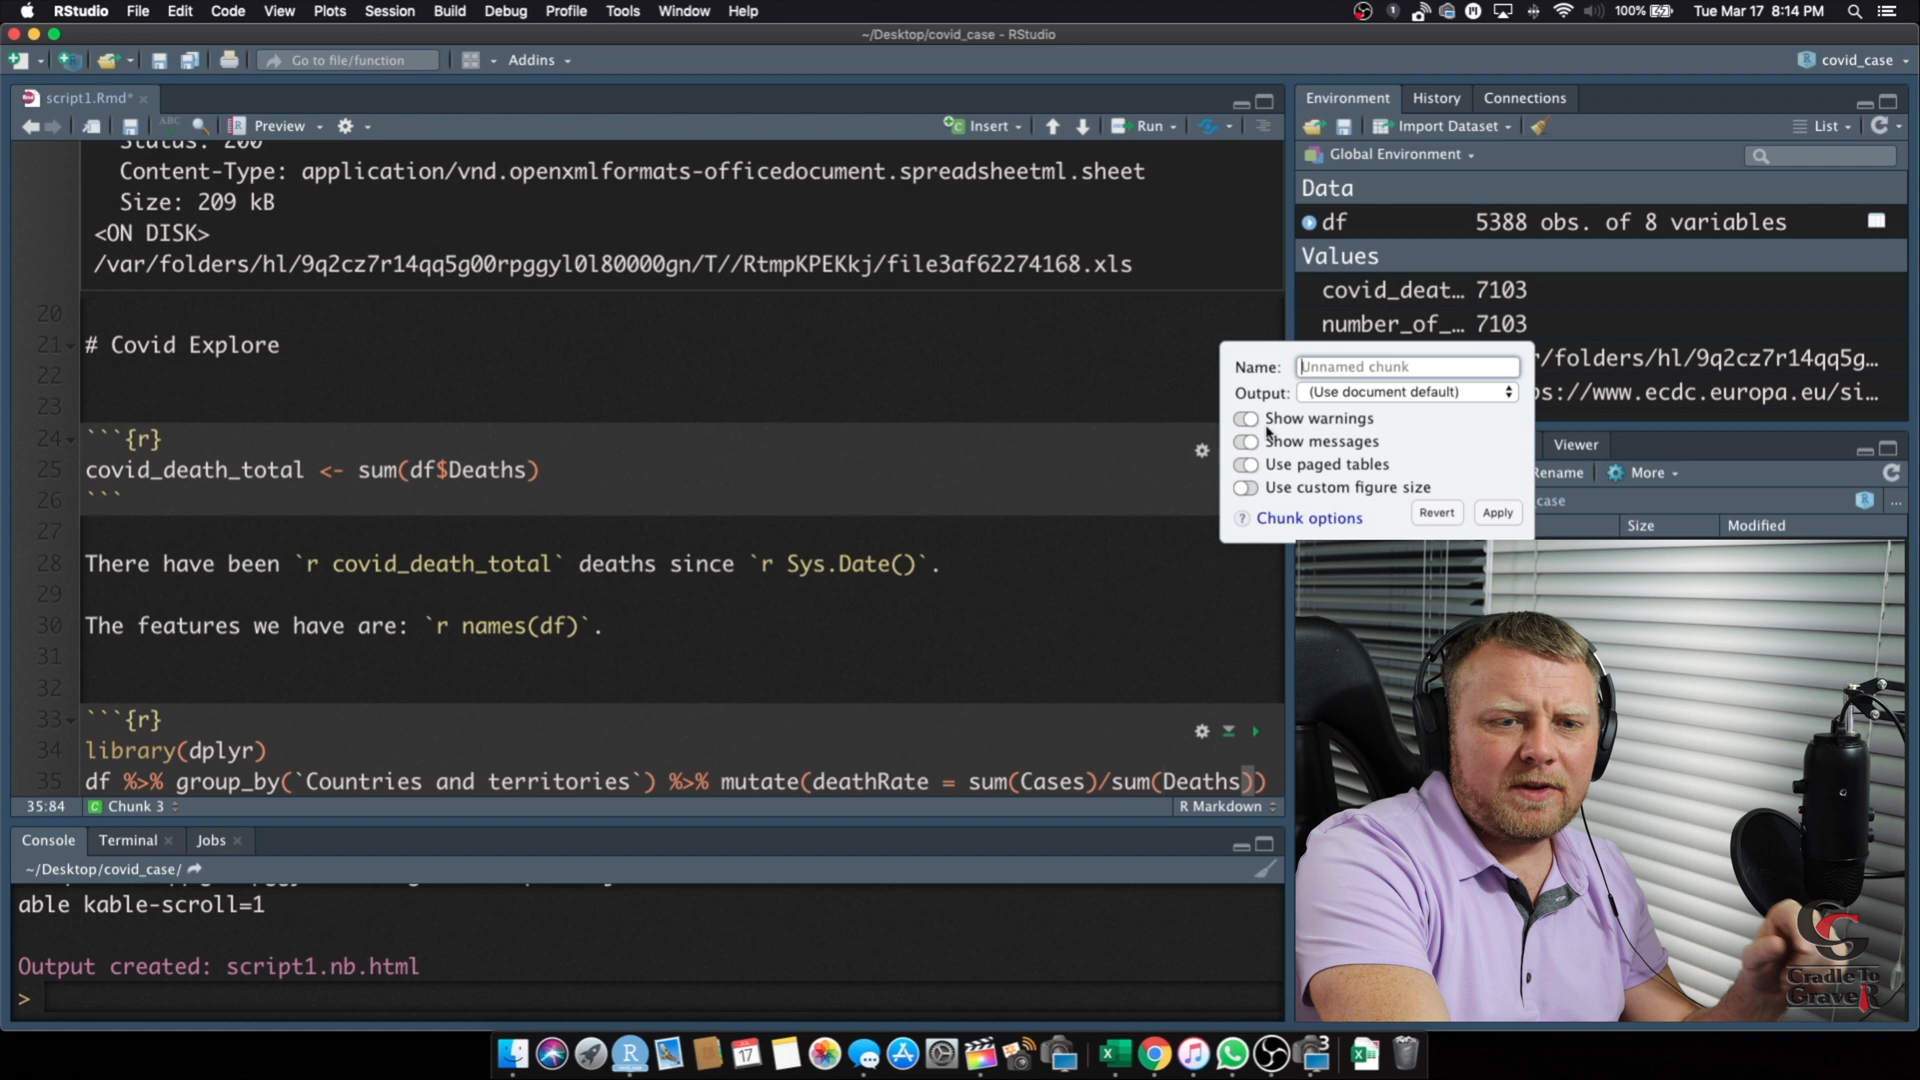 RStudio File Edit Code View Plots Session Build Debug Profile Tools Window Help 100% Tue Mar 17 8:14 PM
~/Desktop/covid_case - RStudio
Go to file/function Addins covid_case
script1.Rmd*
ABC Preview Insert Run
Status: 200
Content-Type: application/vnd.openxmlformats-officedocument.spreadsheetml.sheet
Size: 209 kB
<ON DISK>
/var/folders/hl/9q2cz7r14qq5g00rpggyl0l80000gn/T//RtmpKPEKkj/file3af62274168.xls
20
21 # Covid Explore
22
23
24 ```{r}
25 covid_death_total <- sum(df$Deaths)
26 ```
27
28 There have been `r covid_death_total` deaths since `r Sys.Date()`.
29
30 The features we have are: `r names(df)`.
31
32
33 ```{r}
34 library(dplyr)
35 df %>% group_by(`Countries and territories`) %>% mutate(deathRate = sum(Cases)/sum(Deaths))
35:84 Chunk 3 R Markdown
Console Terminal Jobs
~/Desktop/covid_case/
able kable-scroll=1
Output created: script1.nb.html
>
Environment History Connections
Import Dataset List
Global Environment
Data
df 5388 obs. of 8 variables
Values
covid_deat… 7103
number_of_… 7103
r/folders/hl/9q2cz7r14qq5g…
ps://www.ecdc.europa.eu/si…
Name: Unnamed chunk
Output: (Use document default)
Show warnings
Show messages
Use paged tables
Use custom figure size
? Chunk options Revert Apply
Viewer
Rename More
case ...
Size Modified
17
3
Cradle To
GraveR